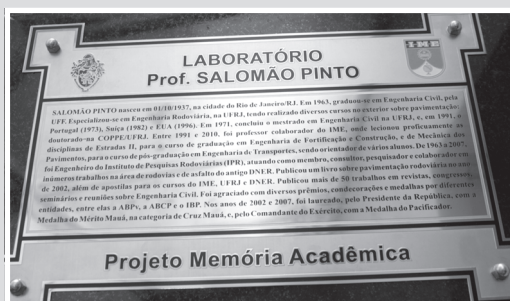 IME
LABORATÓRIO
Prof. SALOMÃO PINTO
SALOMÃO PINTO nasceu em 01/10/1937, na cidade do Rio de Janeiro/RJ. Em 1963, graduou-se em Engenharia Civil, pela
UFF. Especializou-se em Engenharia Rodoviária, na UFRJ, tendo realizado diversos cursos no exterior sobre pavimentação:
Portugal (1973), Suíça (1982) e EUA (1996). Em 1971, concluiu o mestrado em Engenharia Civil na UFRJ, e, em 1991, o
doutorado na COPPE/UFRJ. Entre 1991 e 2010, foi professor colaborador do IME, onde lecionou proficuamente as
disciplinas de Estradas II, para o curso de graduação em Engenharia de Fortificação e Construção, e de Mecânica dos
Pavimentos, para o curso de pós-graduação em Engenharia de Transportes, sendo orientador de vários alunos. De 1963 a 2007,
foi Engenheiro do Instituto de Pesquisas Rodoviárias (IPR), atuando como membro, consultor, pesquisador e colaborador em
inúmeros trabalhos na área de rodovias e de asfalto do antigo DNER. Publicou um livro sobre pavimentação rodoviária no ano
de 2002, além de apostilas para os cursos do IME, UFRJ e DNER. Publicou mais de 50 trabalhos em revistas, congressos,
seminários e reuniões sobre Engenharia Civil. Foi agraciado com diversos prêmios, condecorações e medalhas por diferentes
entidades, entre elas a ABPv, a ABCP e o IBP. Nos anos de 2002 e 2007, foi laureado, pelo Presidente da República, com a
Medalha do Mérito Mauá, na categoria de Cruz Mauá, e, pelo Comandante do Exército, com a Medalha do Pacificador.
Projeto Memória Acadêmica